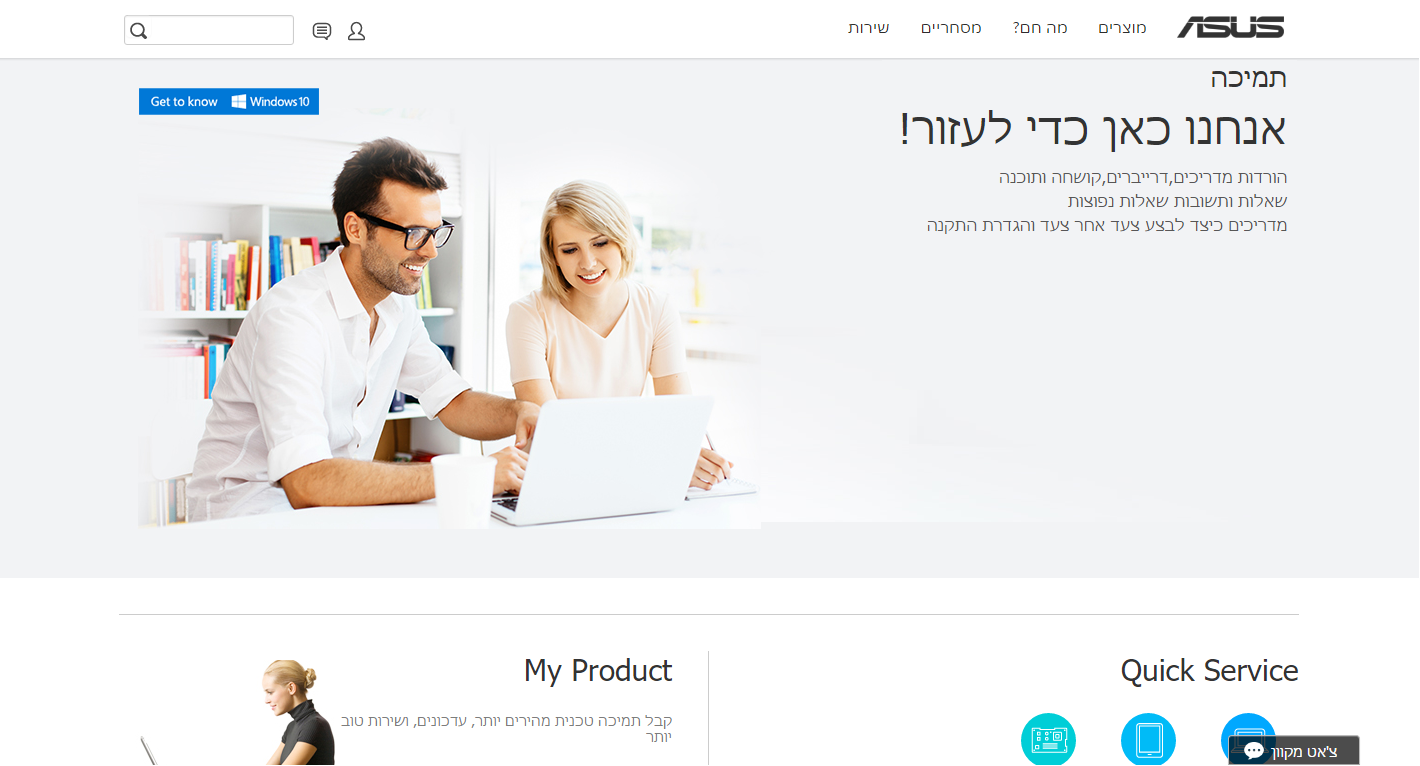 ASUS
מוצרים
מה חם?
מסחריים
שירות
תמיכה
אנחנו כאן כדי לעזור!
הורדות מדריכים,דרייברים,קושחה ותוכנה
שאלות ותשובות שאלות נפוצות
מדריכים כיצד לבצע צעד אחר צעד והגדרת התקנה
Get to know Windows 10
Quick Service
My Product
קבל תמיכה טכנית מהירים יותר, עדכונים, ושירות טוב
יותר
צ'אט מקוון